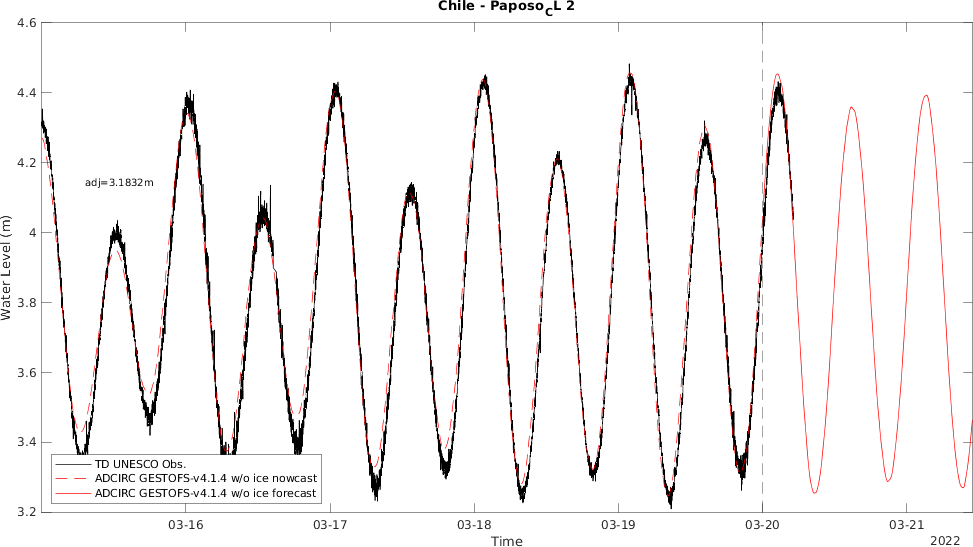 Chile - Paposo_CL 2
4.6
4.4
4.2
4
3.8
3.6
3.4
3.2
Water Level (m)
adj=3.1832m
TD UNESCO Obs.
ADCIRC GESTOFS-v4.1.4 w/o ice nowcast
ADCIRC GESTOFS-v4.1.4 w/o ice forecast
03-16
03-17
03-18
03-19
03-20
03-21
Time
2022